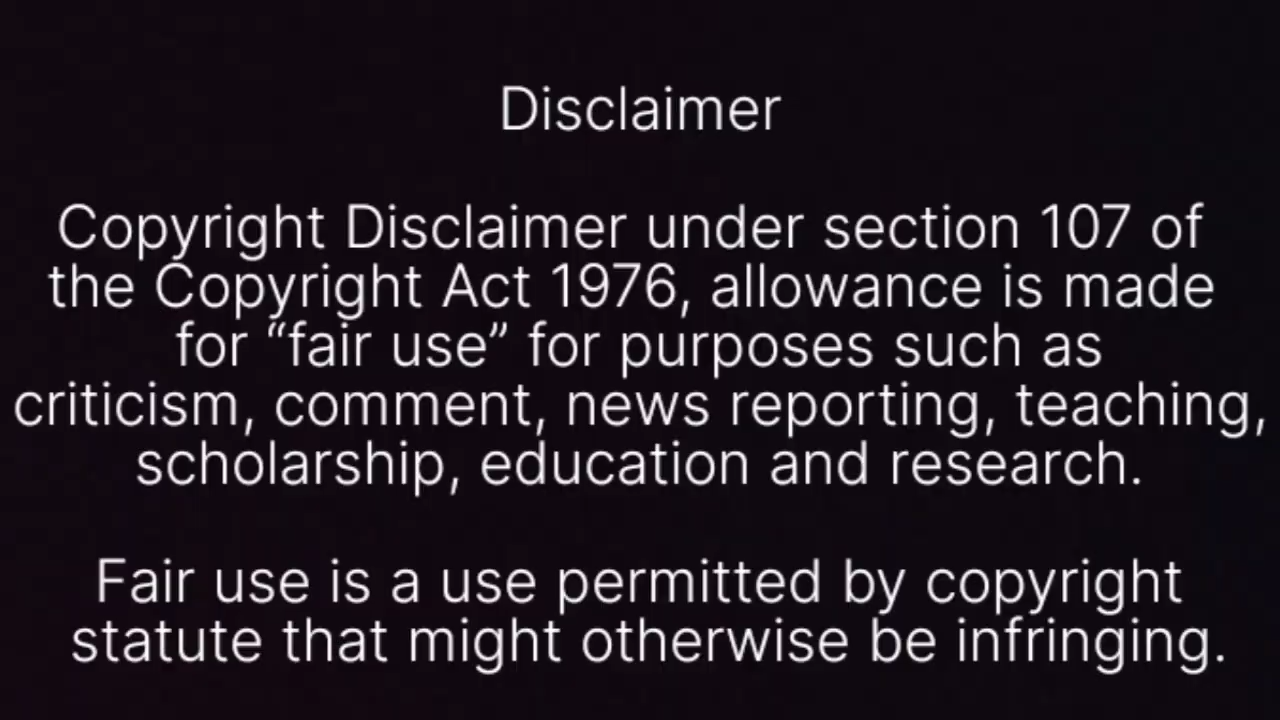 Disclaimer
Copyright Disclaimer under section 107 of
the Copyright Act 1976, allowance is made
for “fair use” for purposes such as
criticism, comment, news reporting, teaching,
scholarship, education and research.
Fair use is a use permitted by copyright
statute that might otherwise be infringing.